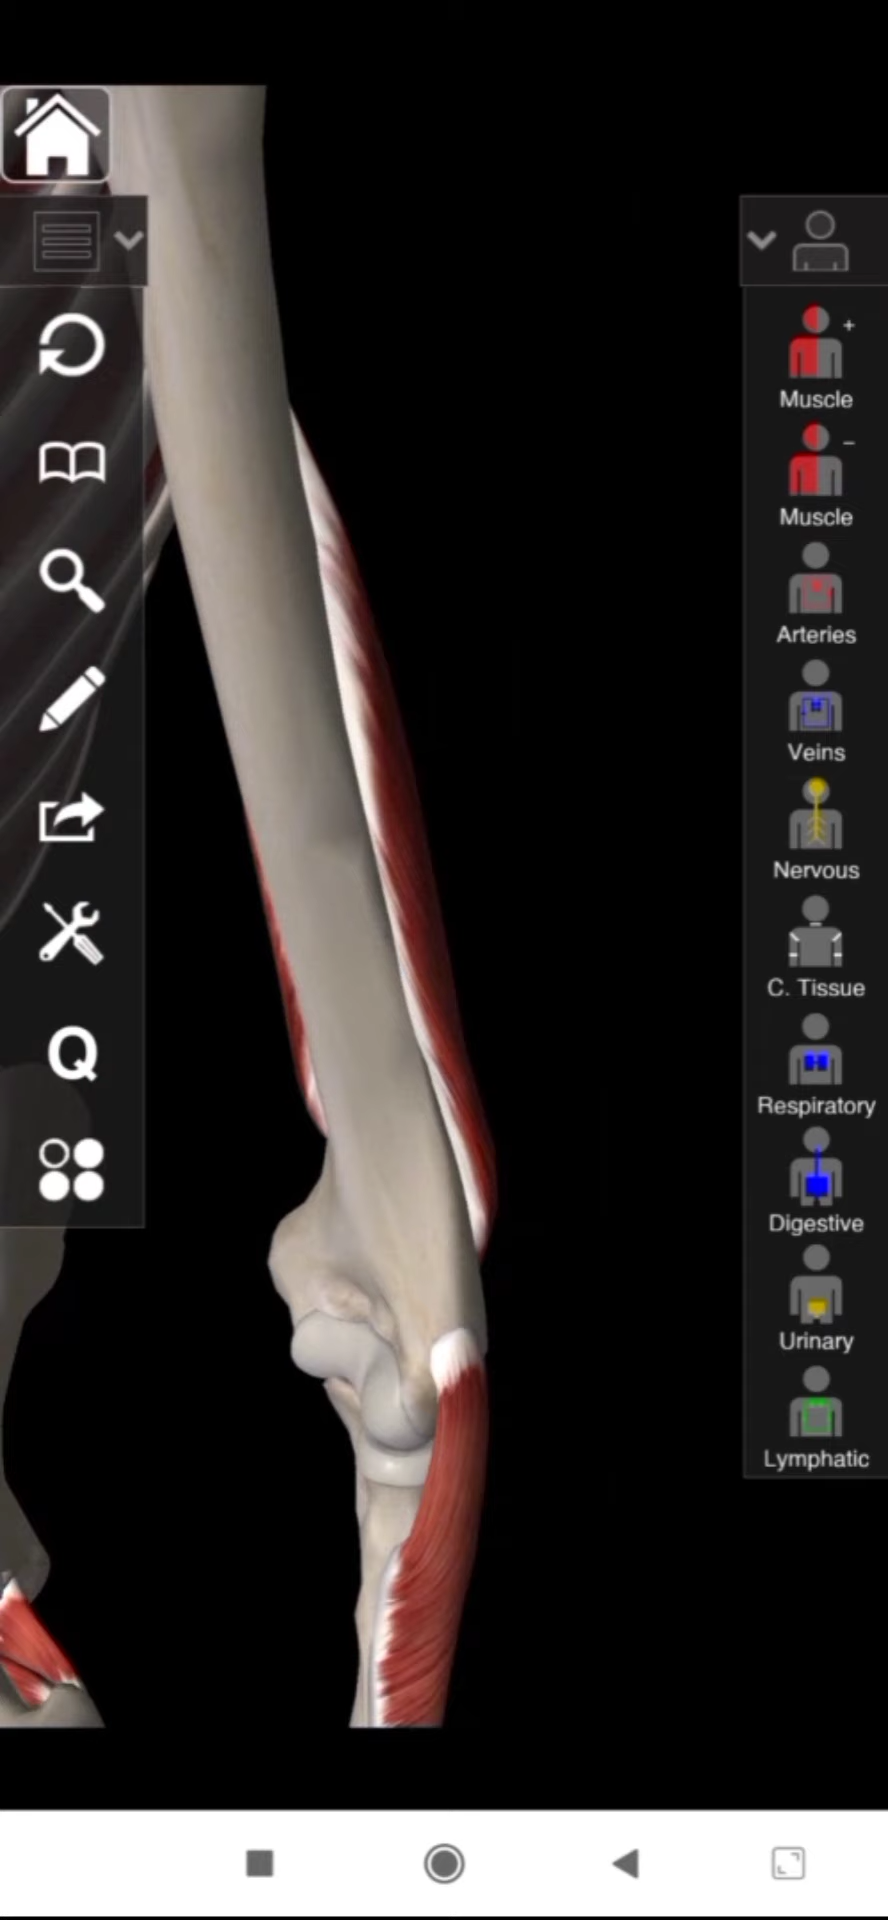 Q
+
Muscle
−
Muscle
Arteries
Veins
Nervous
C. Tissue
Respiratory
Digestive
Urinary
Lymphatic